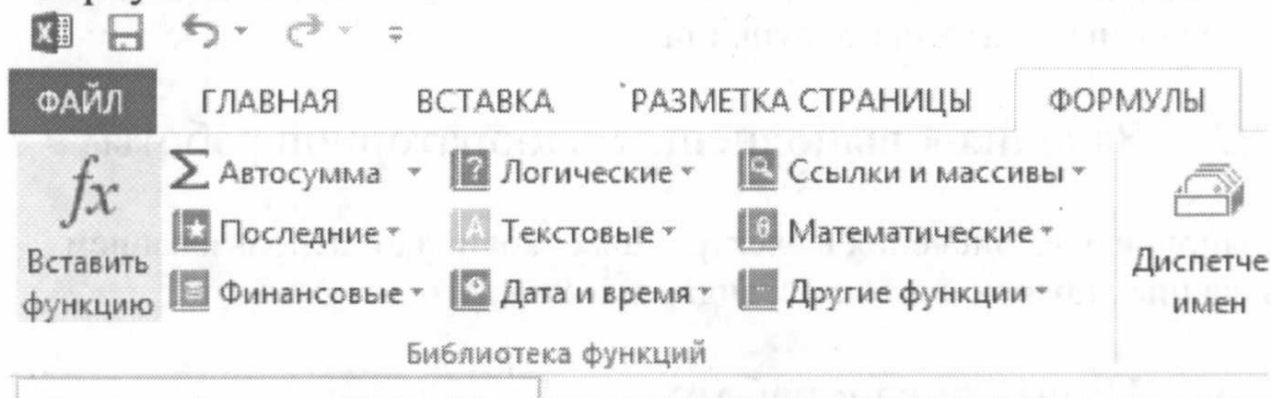 ФАЙЛ ГЛАВНАЯ ВСТАВКА РАЗМЕТКА СТРАНИЦЫ ФОРМУЛЫ
fx Σ Автосумма Логические Ссылки и массивы
Последние Текстовые Математические
Вставить функцию Финансовые Дата и время Другие функции
Диспетче
имен
Библиотека функций